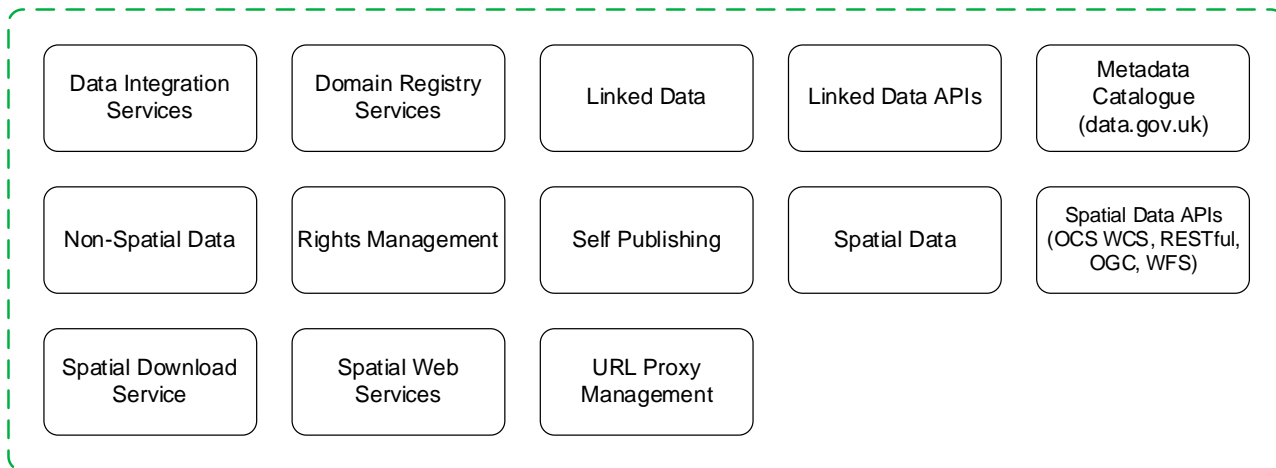 Data Integration
Services
Domain Registry
Services
Linked Data
Linked Data APIs
Metadata
Catalogue
(data.gov.uk)
Non-Spatial Data
Rights Management
Self Publishing
Spatial Data
Spatial Data APIs
(OCS WCS, RESTful,
OGC, WFS)
Spatial Download
Service
Spatial Web
Services
URL Proxy
Management